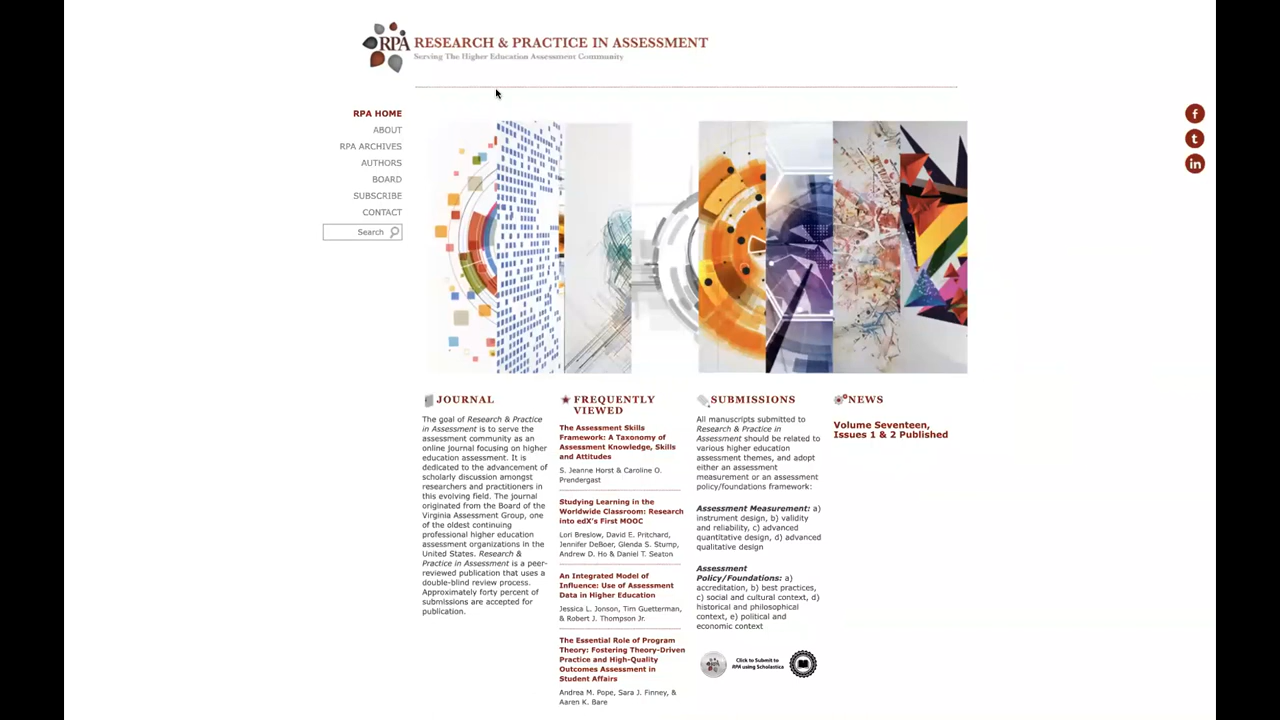 RPA RESEARCH & PRACTICE IN ASSESSMENT
Serving The Higher Education Assessment Community
RPA HOME
ABOUT
RPA ARCHIVES
AUTHORS
BOARD
SUBSCRIBE
CONTACT
Search
f
t
in
JOURNAL
The goal of Research & Practice
in Assessment is to serve the
assessment community as an
online journal focusing on higher
education assessment. It is
dedicated to the advancement of
scholarly discussion amongst
researchers and practitioners in
this evolving field. The journal
originated from the Board of the
Virginia Assessment Group, one
of the oldest continuing
professional higher education
assessment organizations in the
United States. Research &
Practice in Assessment is a peer-
reviewed publication that uses a
double-blind review process.
Approximately forty percent of
submissions are accepted for
publication.
FREQUENTLY
VIEWED
The Assessment Skills
Framework: A Taxonomy of
Assessment Knowledge, Skills
and Attitudes
S. Jeanne Horst & Caroline O.
Prendergast
Studying Learning in the
Worldwide Classroom: Research
into edX's First MOOC
Lori Breslow, David E. Pritchard,
Jennifer DeBoer, Glenda S. Stump,
Andrew D. Ho & Daniel T. Seaton
An Integrated Model of
Influence: Use of Assessment
Data in Higher Education
Jessica L. Jonson, Tim Guetterman,
& Robert J. Thompson Jr.
The Essential Role of Program
Theory: Fostering Theory-Driven
Practice and High-Quality
Outcomes Assessment in
Student Affairs
Andrea M. Pope, Sara J. Finney, &
Aaren K. Bare
SUBMISSIONS
All manuscripts submitted to
Research & Practice in
Assessment should be related to
various higher education
assessment themes, and adopt
either an assessment
measurement or an assessment
policy/foundations framework:
Assessment Measurement: a)
instrument design, b) validity
and reliability, c) advanced
quantitative design, d) advanced
qualitative design
Assessment
Policy/Foundations: a)
accreditation, b) best practices,
c) social and cultural context, d)
historical and philosophical
context, e) political and
economic context
Click to Submit to
RPA using Scholastica
NEWS
Volume Seventeen,
Issues 1 & 2 Published